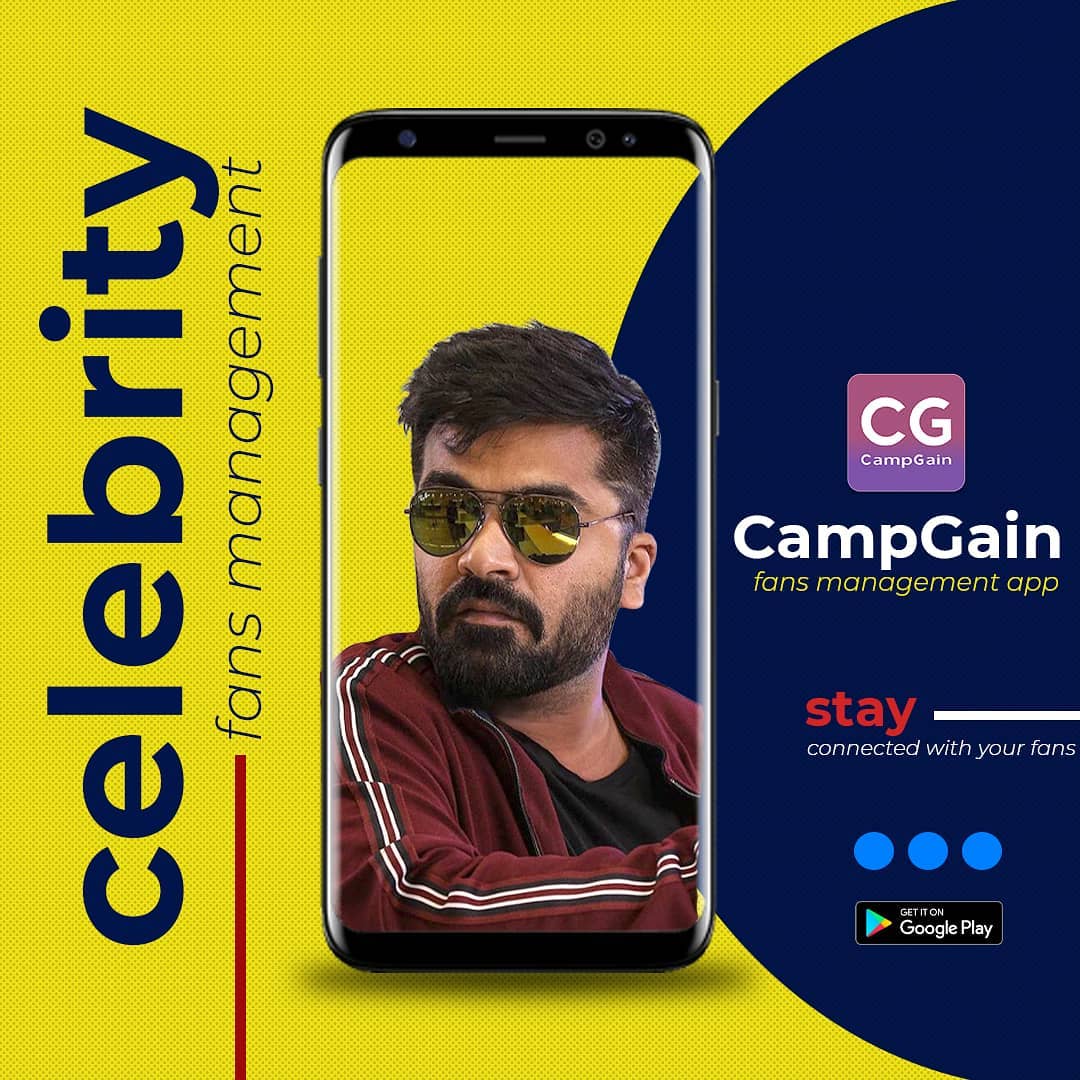 celebrity
fans management
CG
CampGain
CampGain
fans management app
stay
connected with your fans
GET IT ON
Google Play